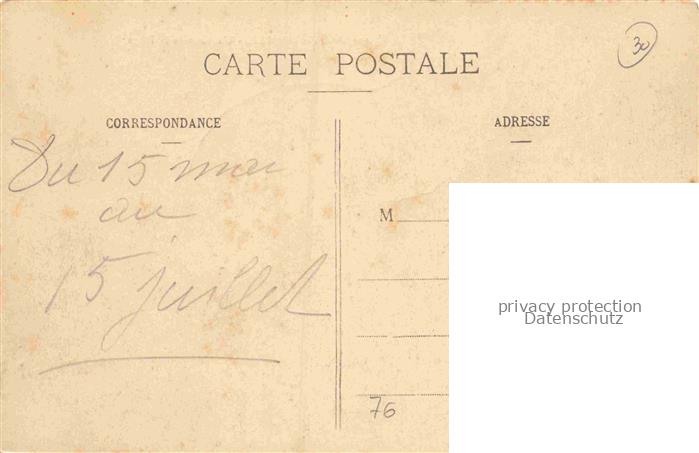 30
CARTE POSTALE
CORRESPONDANCE
ADRESSE
Du 15 mai
au
15 juillet
M
privacy protection
Datenschutz
76